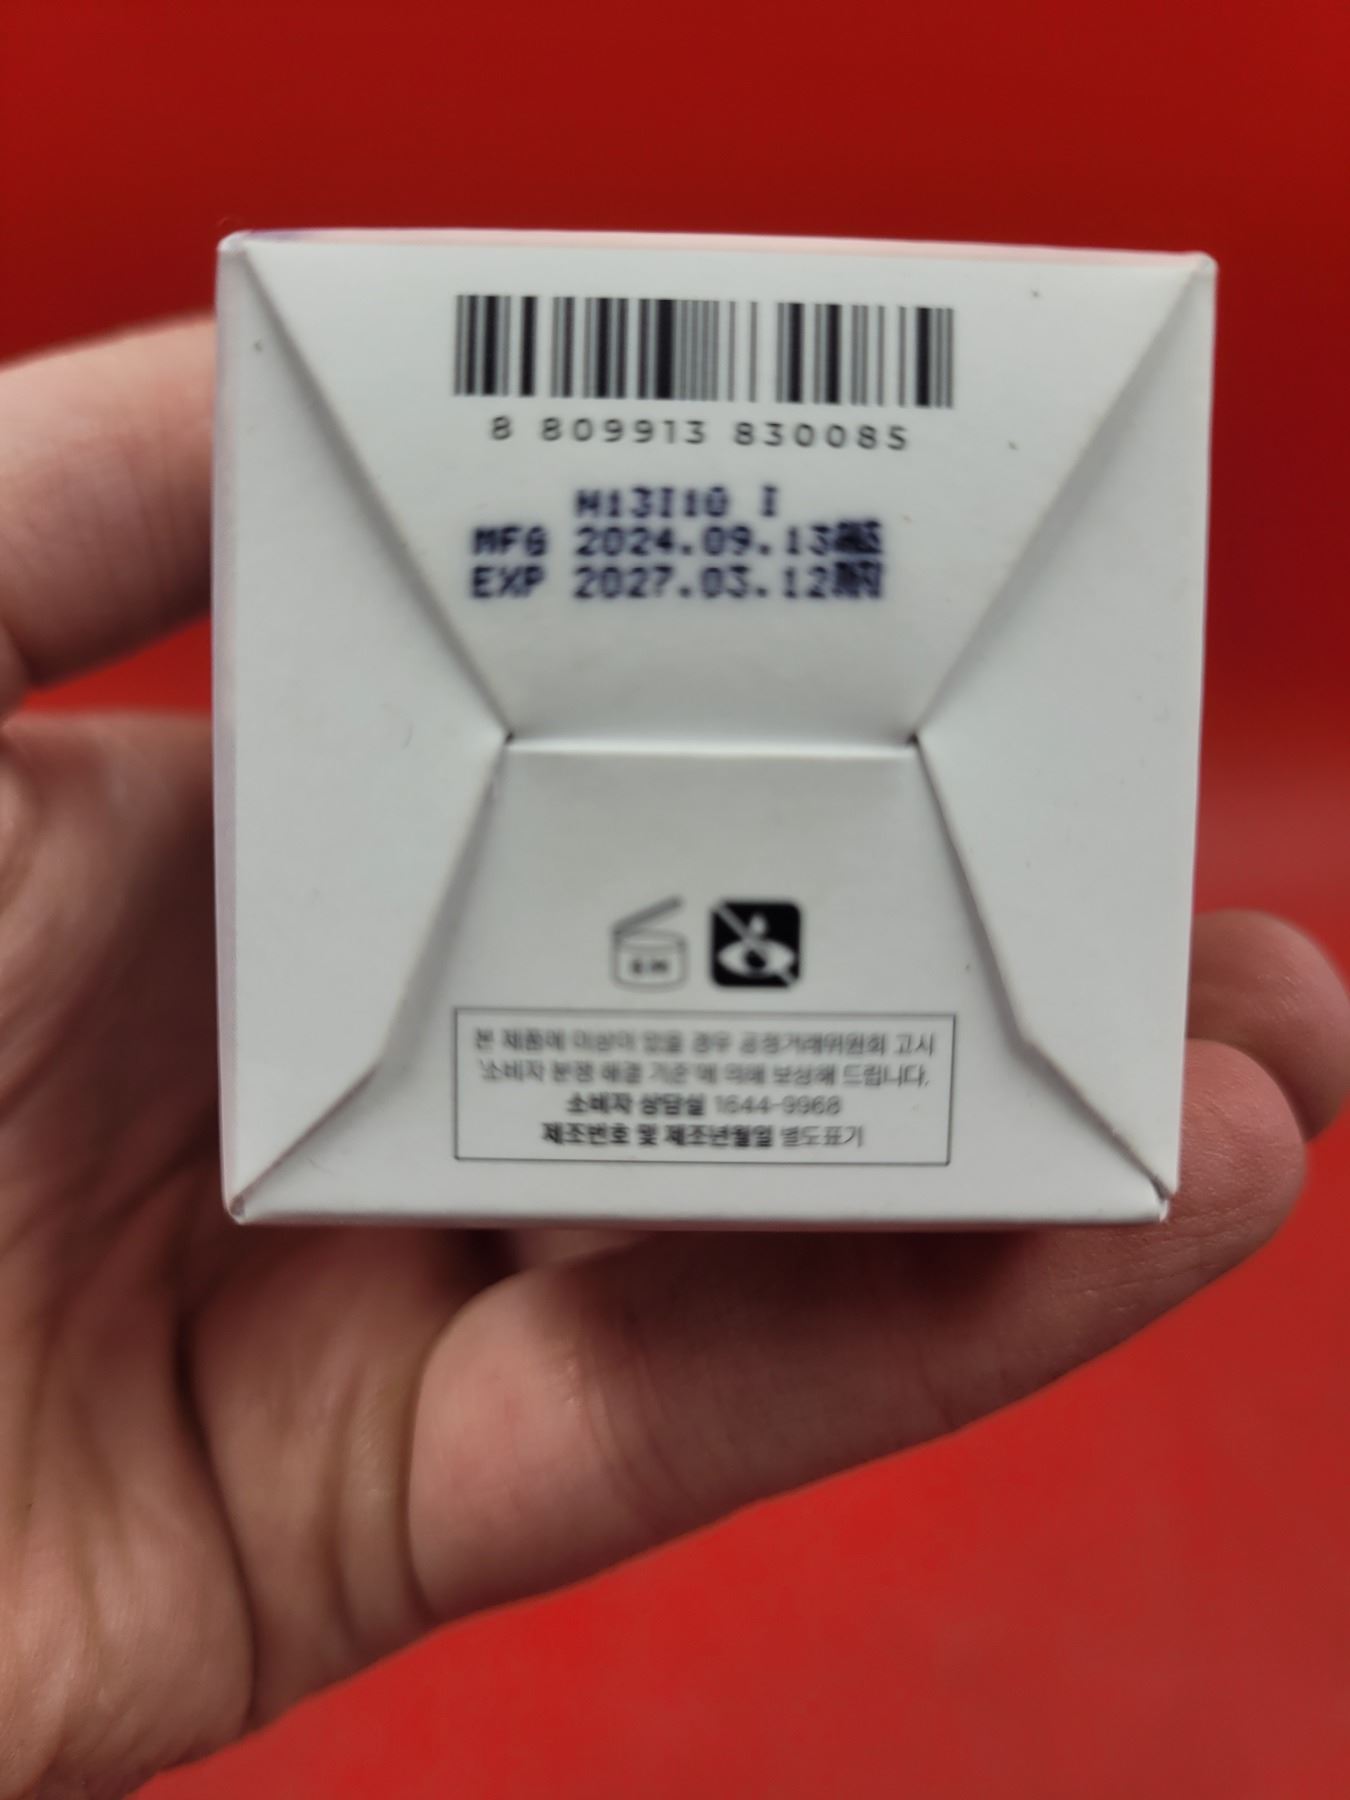 8 809913 830085
M13I10 I
MFG 2024.09.13
EXP 2027.03.12
본 제품에 이상이 있을 경우 공정거래위원회 고시
'소비자 분쟁 해결 기준'에 의해 보상해 드립니다.
소비자 상담실 1644-9968
제조번호 및 제조년월일 별도표기